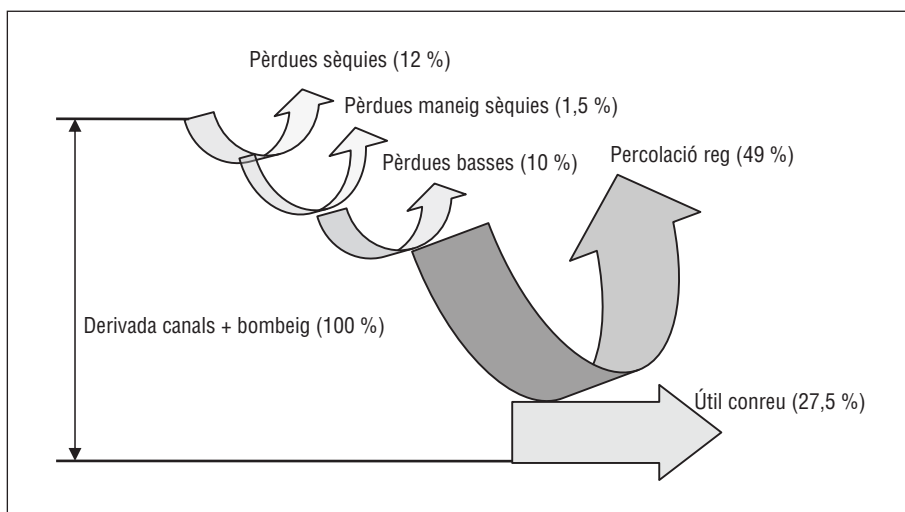 Pèrdues sèquies (12 %)
Pèrdues maneig sèquies (1,5 %)
Pèrdues basses (10 %)
Percolació reg (49 %)
Derivada canals + bombeig (100 %)
Útil conreu (27,5 %)